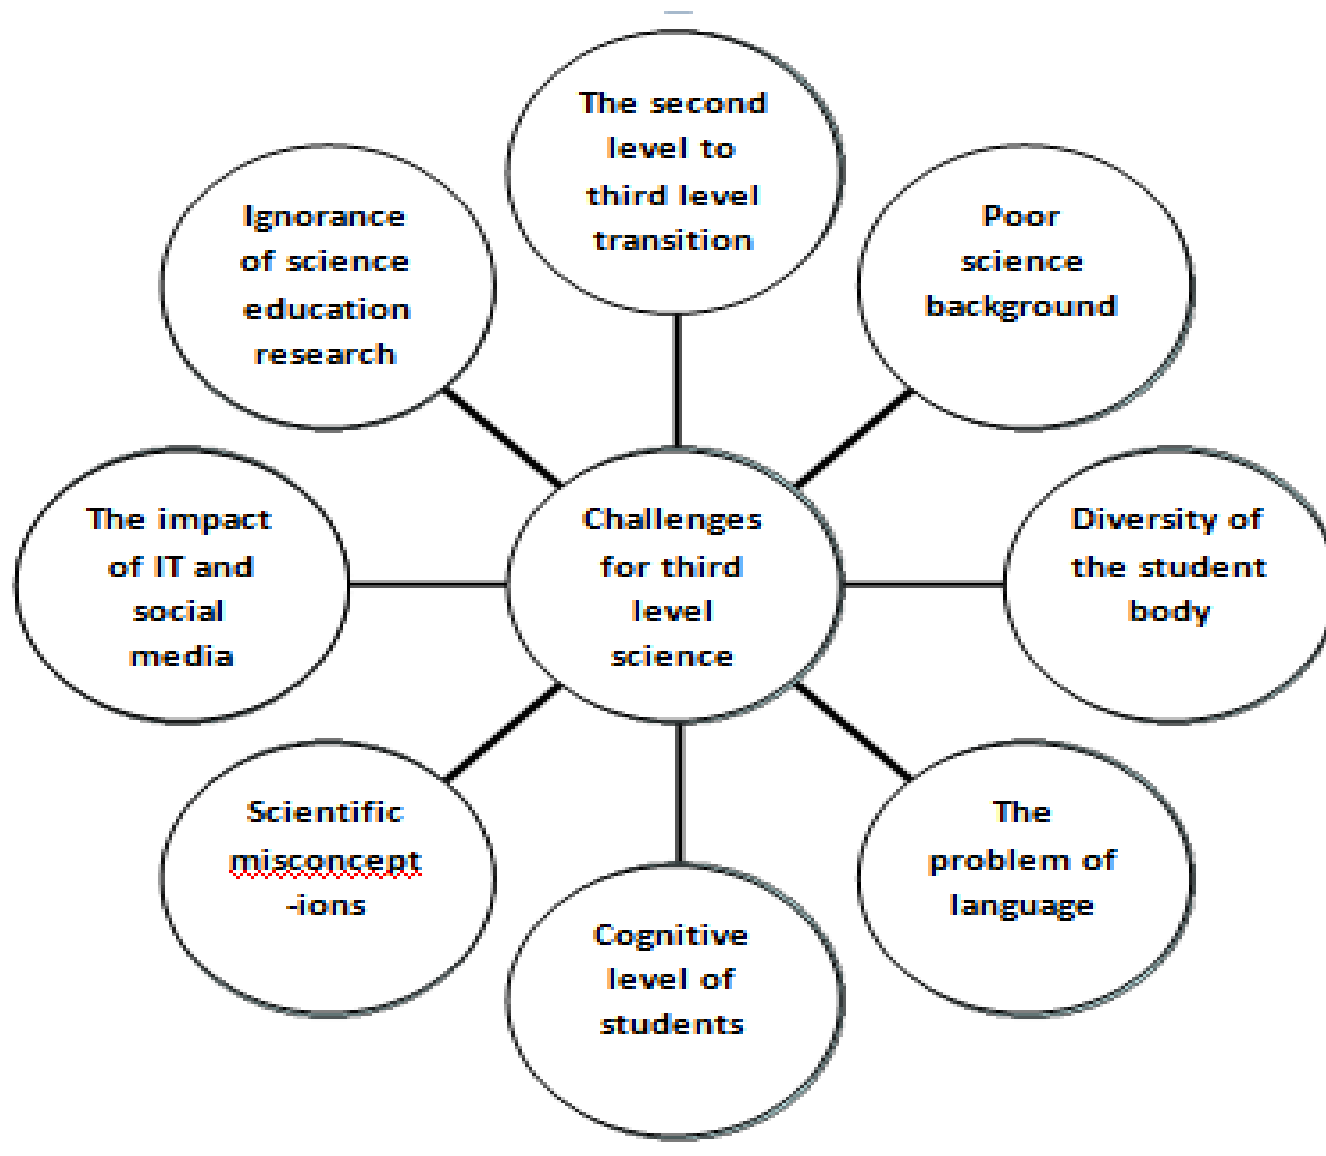 The second
level to
third level
transition
Poor
science
background
Diversity of
the student
body
The
problem of
language
Cognitive
level of
students
Scientific
misconcept
-ions
The impact
of IT and
social
media
Ignorance
of science
education
research
Challenges
for third
level
science